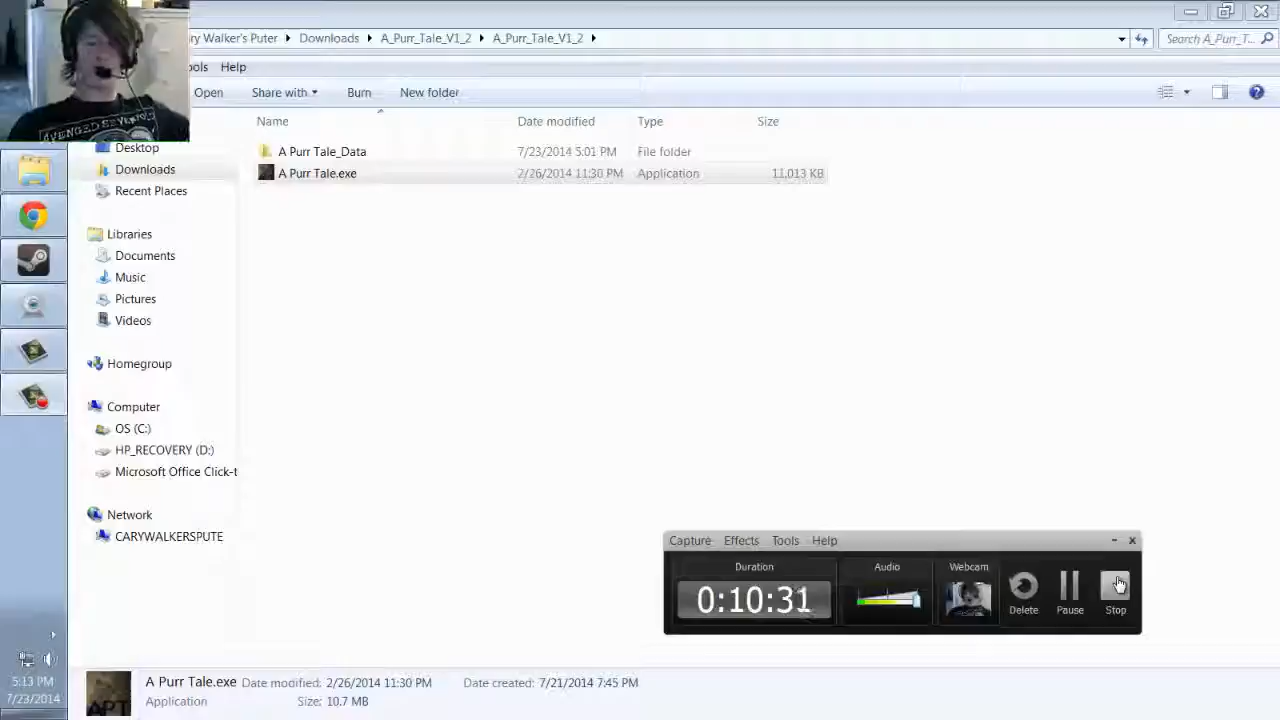 ry Walker's Puter ▸ Downloads ▸ A_Purr_Tale_V1_2 ▸ A_Purr_Tale_V1_2 ▸
Search A_Purr_T...
ols Help
Open Share with Burn New folder
Name Date modified Type Size
A Purr Tale_Data 7/23/2014 5:01 PM File folder
A Purr Tale.exe 2/26/2014 11:30 PM Application 11,013 KB
AVENGED SEVENFOLD
Desktop
Downloads
Recent Places
Libraries
Documents
Music
Pictures
Videos
Homegroup
Computer
OS (C:)
HP_RECOVERY (D:)
Microsoft Office Click-t
Network
CARYWALKERSPUTE
Capture Effects Tools Help
Duration Audio Webcam
0:10:31
Delete Pause Stop
5:13 PM
7/23/2014
APT
A Purr Tale.exe Date modified: 2/26/2014 11:30 PM Date created: 7/21/2014 7:45 PM
Application Size: 10.7 MB